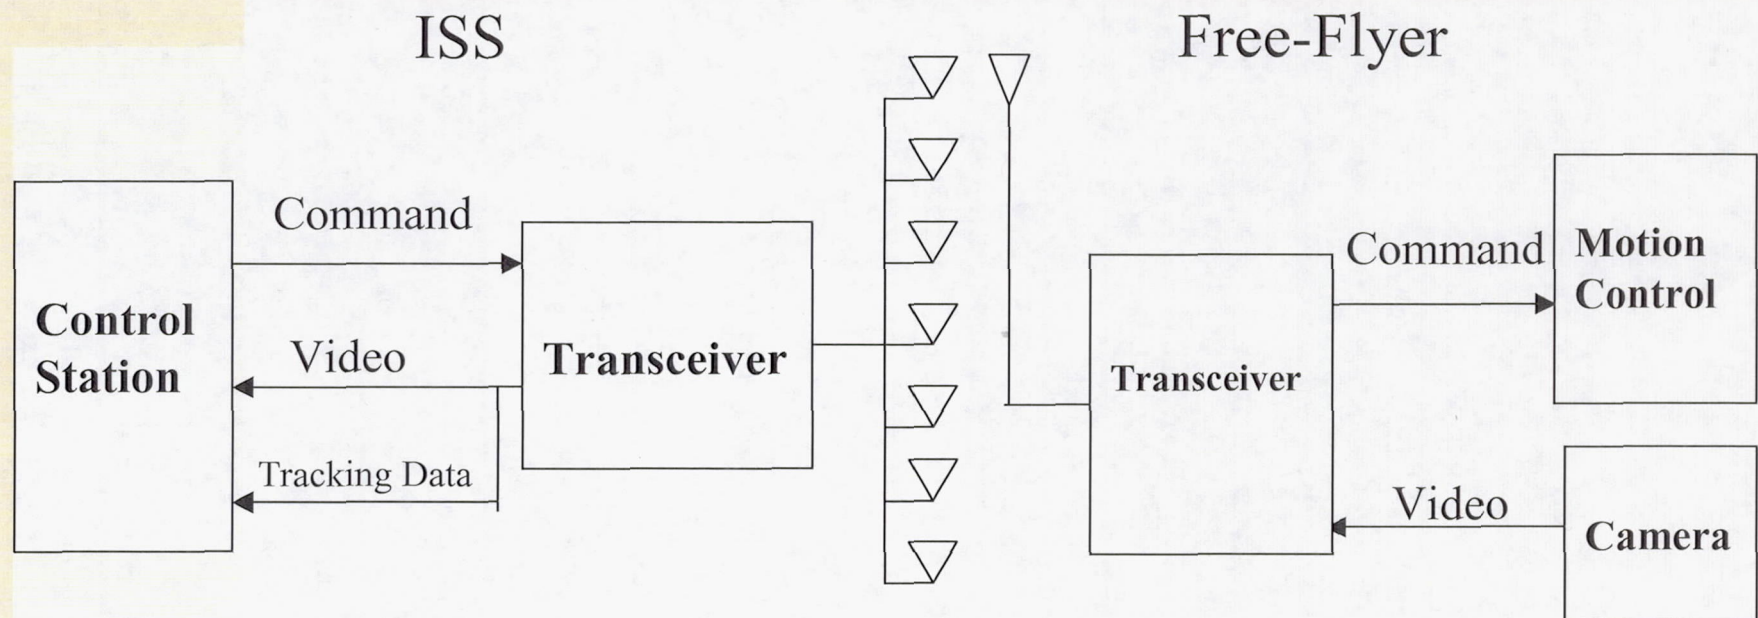 ISS
Free-Flyer
Command
Control
Station
Video
Transceiver
Tracking Data
Transceiver
Command
Motion
Control
Video
Camera